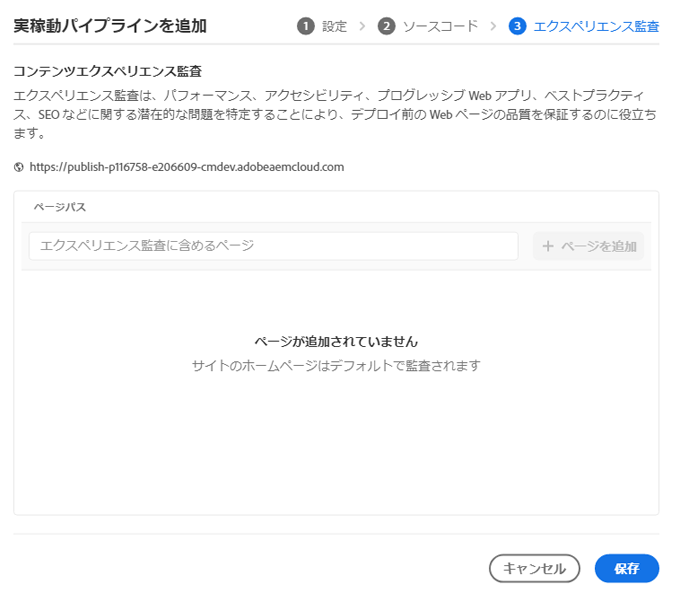 実稼動パイプラインを追加
1 設定 > 2 ソースコード > 3 エクスペリエンス監査
コンテンツエクスペリエンス監査
エクスペリエンス監査は、パフォーマンス、アクセシビリティ、プログレッシブ Web アプリ、ベストプラクティ
ス、SEO などに関する潜在的な問題を特定することにより、デプロイ前の Web ページの品質を保証するのに役立ち
ます。
https://publish-p116758-e206609-cmdev.adobeaemcloud.com
ページパス
エクスペリエンス監査に含めるページ
+ ページを追加
ページが追加されていません
サイトのホームページはデフォルトで監査されます
キャンセル
保存